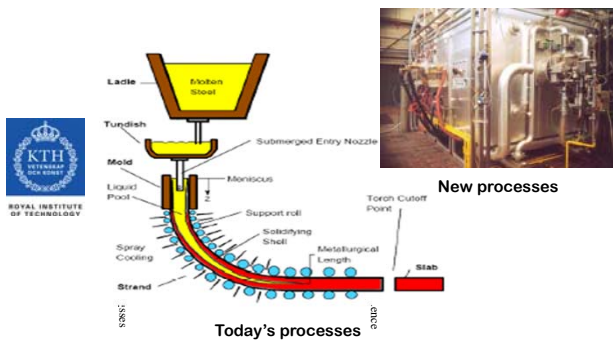 Ladle
Molten
Steel
Tundish
Submerged Entry Nozzle
Mold
Meniscus
Liquid
Pool
Z
Support roll
Torch Cutoff
Point
Solidifying
Shell
Spray
Cooling
Metallurgical
Length
Slab
Strand
KTH
VETENSKAP
OCH KONST
ROYAL INSTITUTE
OF TECHNOLOGY
New processes
Today's processes